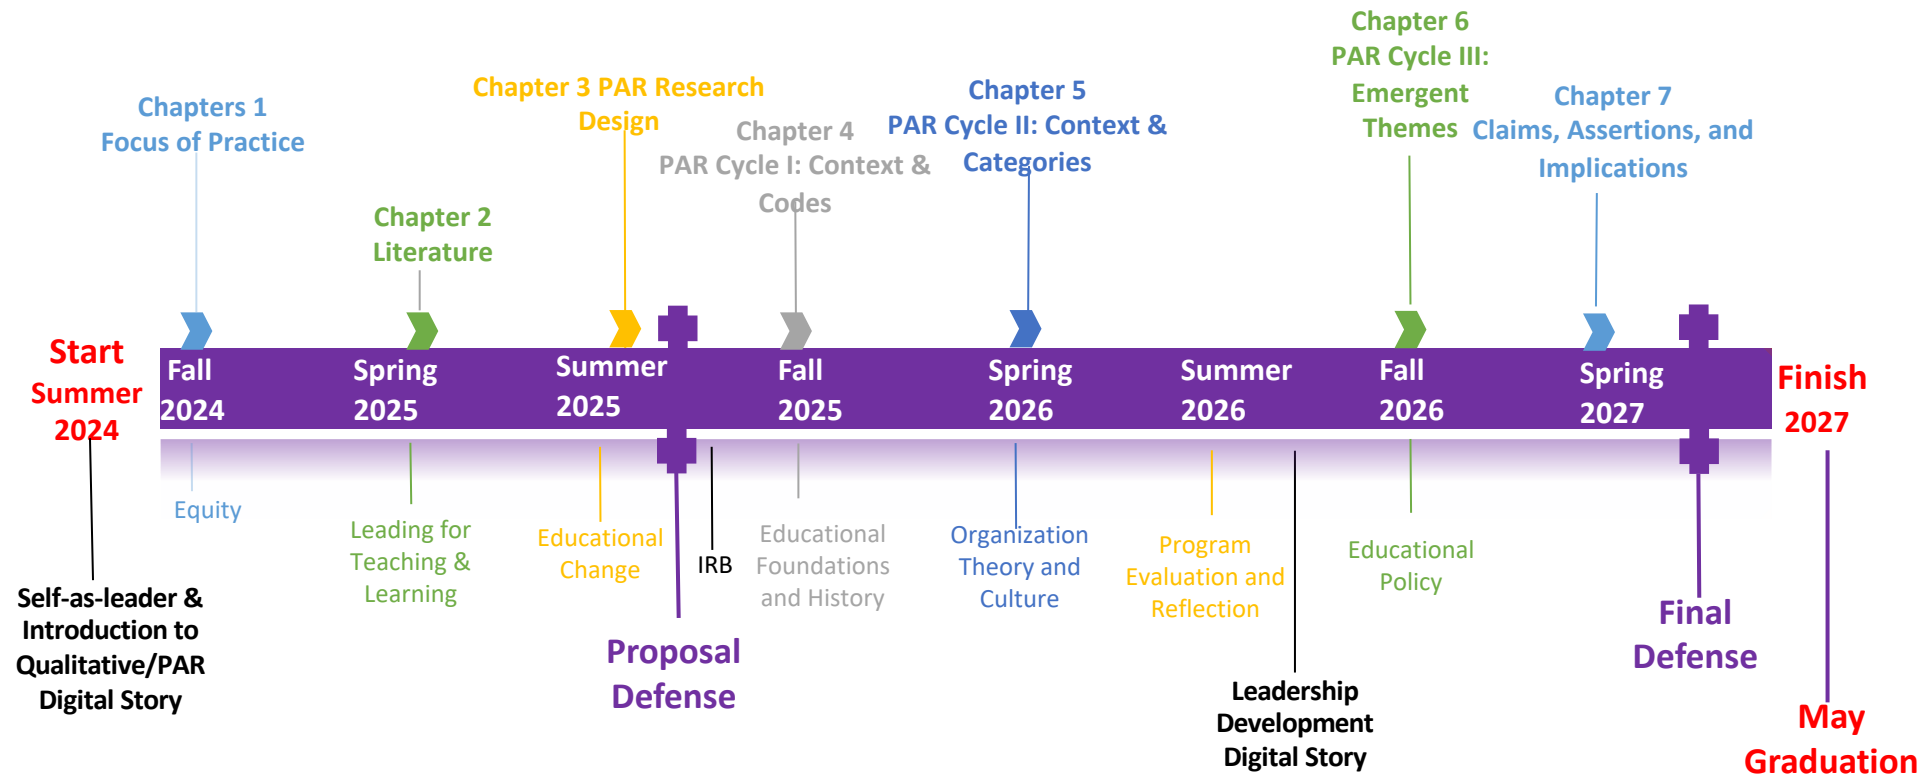 Chapters 1
Focus of Practice
Chapter 2
Literature
Chapter 3 PAR Research
Design
Chapter 4
PAR Cycle I: Context &
Codes
Chapter 5
PAR Cycle II: Context &
Categories
Chapter 6
PAR Cycle III:
Emergent
Themes
Chapter 7
Claims, Assertions, and
Implications
Start
Summer
2024
Fall
2024
Spring
2025
Summer
2025
Fall
2025
Spring
2026
Summer
2026
Fall
2026
Spring
2027
Finish
2027
Self-as-leader &
Introduction to
Qualitative/PAR
Digital Story
Equity
Leading for
Teaching &
Learning
Educational
Change
Proposal
Defense
IRB
Educational
Foundations
and History
Organization
Theory and
Culture
Program
Evaluation and
Reflection
Leadership
Development
Digital Story
Educational
Policy
Final
Defense
May
Graduation